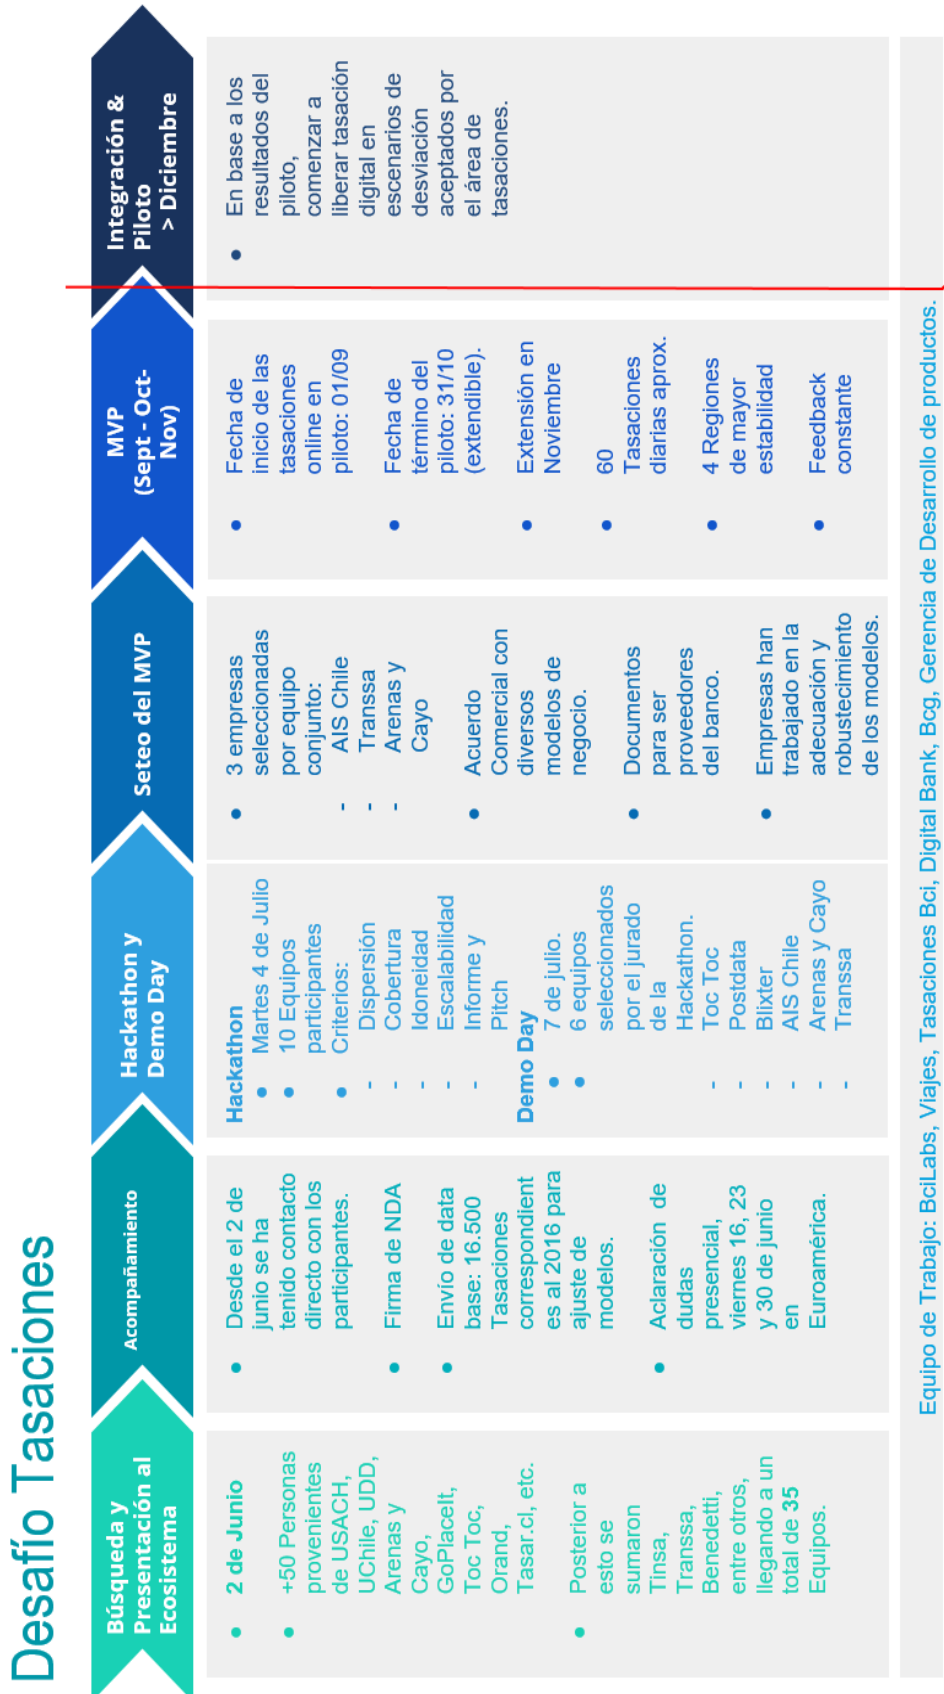 Desafío Tasaciones
Búsqueda y
Presentación al
Ecosistema
● 2 de Junio
● +50 Personas
provenientes
de USACH,
UChile, UDD,
Arenas y
Cayo,
GoPlaceIt,
Toc Toc,
Orand,
Tasar.cl, etc.
● Posterior a
esto se
sumaron
Tinsa,
Transsa,
Benedetti,
entre otros,
llegando a un
total de 35
Equipos.
Acompañamiento
● Desde el 2 de
junio se ha
tenido contacto
directo con los
participantes.
● Firma de NDA
● Envío de data
base: 16.500
Tasaciones
correspondient
es al 2016 para
ajuste de
modelos.
● Aclaración de
dudas
presencial,
viernes 16, 23
y 30 de junio
en
Euroamérica.
Hackathon y
Demo Day
Hackathon
● Martes 4 de Julio
● 10 Equipos
participantes
● Criterios:
- Dispersión
- Cobertura
- Idoneidad
- Escalabilidad
- Informe y
Pitch
Demo Day
● 7 de julio.
● 6 equipos
seleccionados
por el jurado
de la
Hackathon.
- Toc Toc
- Postdata
- Blixter
- AIS Chile
- Arenas y Cayo
- Transsa
Seteo del MVP
● 3 empresas
seleccionadas
por equipo
conjunto:
- AIS Chile
- Transsa
- Arenas y
Cayo
● Acuerdo
Comercial con
diversos
modelos de
negocio.
● Documentos
para ser
proveedores
del banco.
● Empresas han
trabajado en la
adecuación y
robustecimiento
de los modelos.
MVP
(Sept - Oct-
Nov)
● Fecha de
inicio de las
tasaciones
online en
piloto: 01/09
● Fecha de
término del
piloto: 31/10
(extendible).
● Extensión en
Noviembre
● 60
Tasaciones
diarias aprox.
● 4 Regiones
de mayor
estabilidad
● Feedback
constante
Integración &
Piloto
> Diciembre
● En base a los
resultados del
piloto,
comenzar a
liberar tasación
digital en
escenarios de
desviación
aceptados por
el área de
tasaciones.
Equipo de Trabajo: BciLabs, Viajes, Tasaciones Bci, Digital Bank, Bcg, Gerencia de Desarrollo de productos.